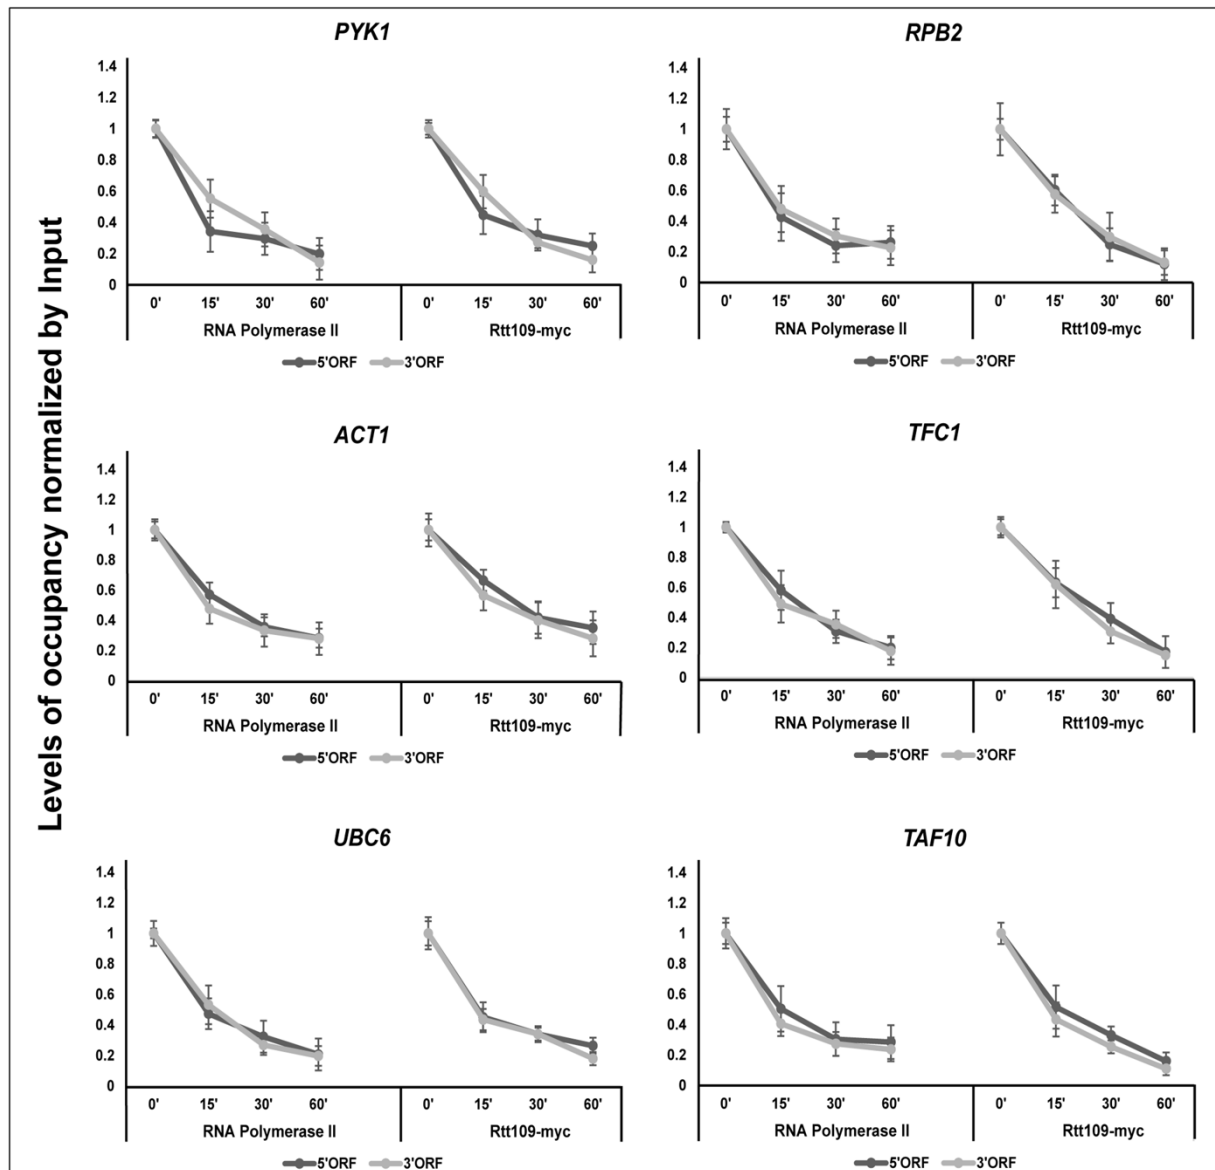 Levels of occupancy normalized by Input
PYK1
1.4
1.2
1
0.8
0.6
0.4
0.2
0
0' 15' 30' 60' 0' 15' 30' 60'
RNA Polymerase II Rtt109-myc
5'ORF 3'ORF
RPB2
1.4
1.2
1
0.8
0.6
0.4
0.2
0
0' 15' 30' 60' 0' 15' 30' 60'
RNA Polymerase II Rtt109-myc
5'ORF 3'ORF
ACT1
1.4
1.2
1
0.8
0.6
0.4
0.2
0
0' 15' 30' 60' 0' 15' 30' 60'
RNA Polymerase II Rtt109-myc
5'ORF 3'ORF
TFC1
1.4
1.2
1
0.8
0.6
0.4
0.2
0
0' 15' 30' 60' 0' 15' 30' 60'
RNA Polymerase II Rtt109-myc
5'ORF 3'ORF
UBC6
1.4
1.2
1
0.8
0.6
0.4
0.2
0
0' 15' 30' 60' 0' 15' 30' 60'
RNA Polymerase II Rtt109-myc
5'ORF 3'ORF
TAF10
1.4
1.2
1
0.8
0.6
0.4
0.2
0
0' 15' 30' 60' 0' 15' 30' 60'
RNA Polymerase II Rtt109-myc
5'ORF 3'ORF